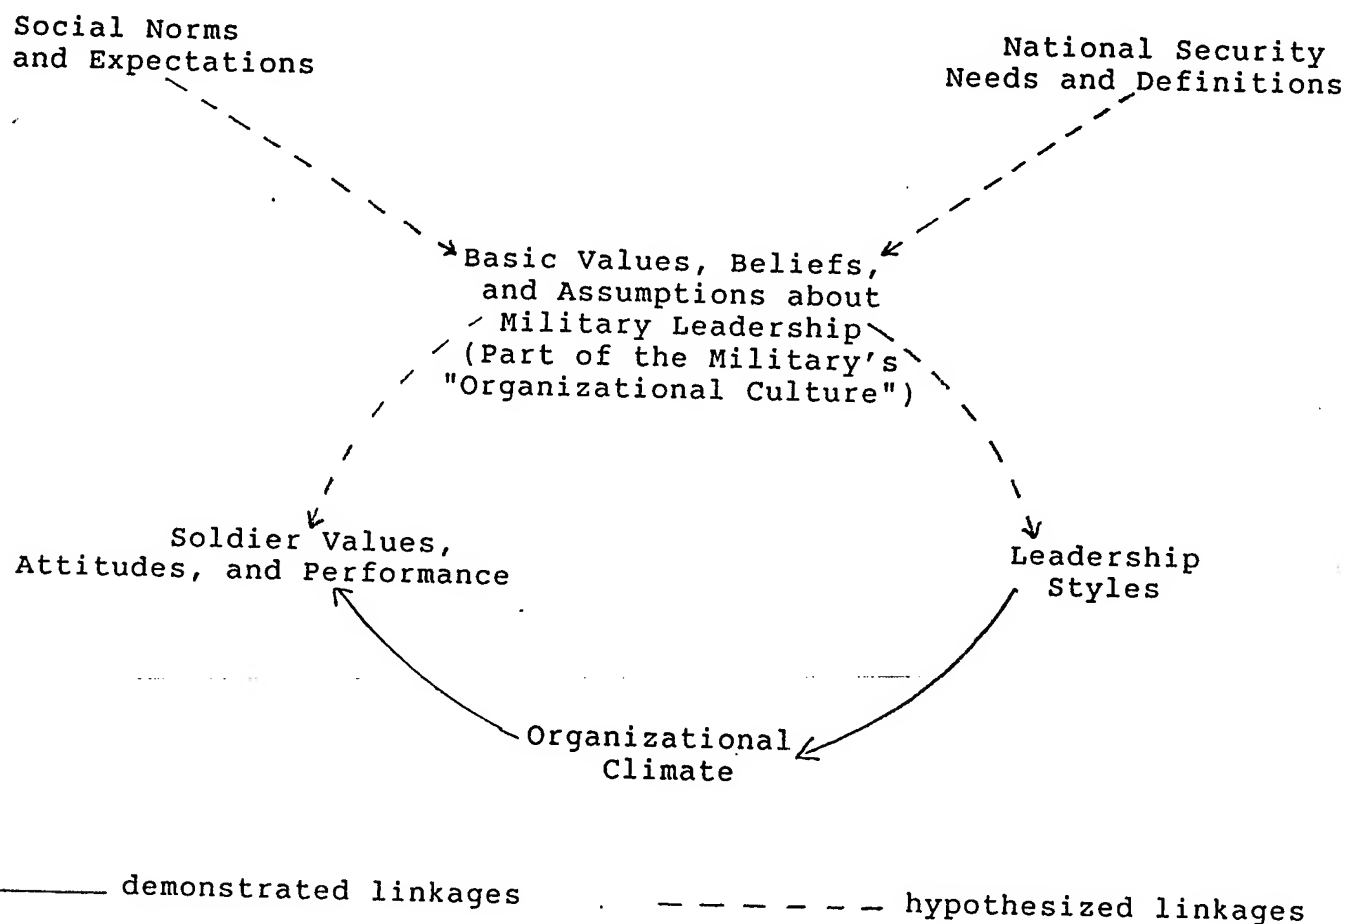 Social Norms
and Expectations
National Security
Needs and Definitions
Basic Values, Beliefs,
and Assumptions about
Military Leadership
(Part of the Military's
"Organizational Culture")
Soldier Values,
Attitudes, and Performance
Leadership
Styles
Organizational
Climate
demonstrated linkages
hypothesized linkages